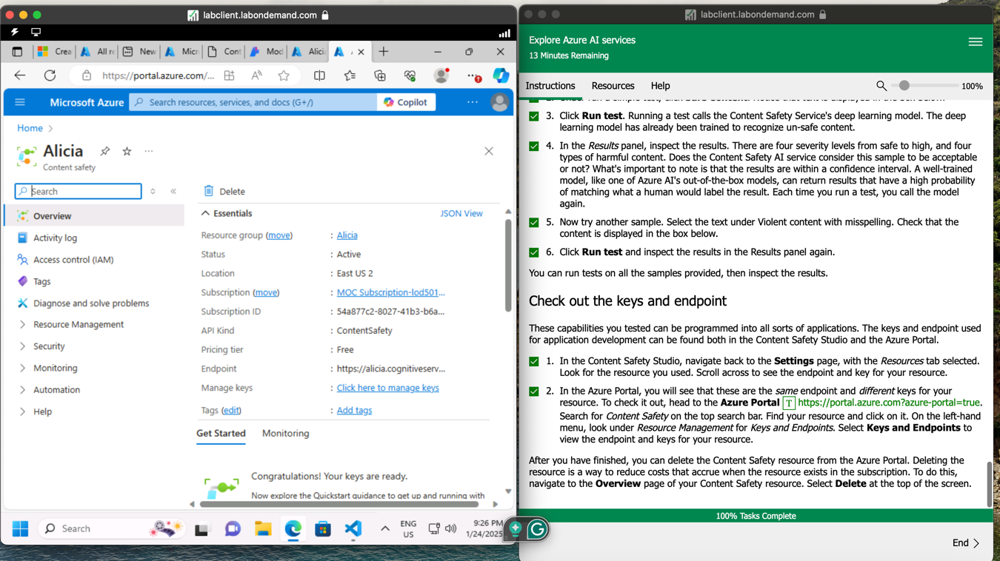 labclient.labondemand.com
Crea
All re
New
Micr
Cont
Mod
Alici
https://portal.azure.com/...
Microsoft Azure
Search resources, services, and docs (G+/)
Copilot
Home
Alicia
Content safety
Search
Overview
Activity log
Access control (IAM)
Tags
Diagnose and solve problems
Resource Management
Security
Monitoring
Automation
Help
Delete
Essentials
JSON View
Resource group (move) : Alicia
Status : Active
Location : East US 2
Subscription (move) : MOC Subscription-lod501...
Subscription ID : 54a877c2-8027-41b3-b6a...
API Kind : ContentSafety
Pricing tier : Free
Endpoint : https://alicia.cognitiveserv...
Manage keys : Click here to manage keys
Tags (edit) : Add tags
Get Started
Monitoring
Congratulations! Your keys are ready.
Now explore the Quickstart guidance to get up and running with
Search
ENG
US
9:26 PM
1/24/2025
labclient.labondemand.com
Explore Azure AI services
13 Minutes Remaining
Instructions
Resources
Help
100%
3. Click Run test. Running a test calls the Content Safety Service's deep learning model. The deep
learning model has already been trained to recognize un-safe content.
4. In the Results panel, inspect the results. There are four severity levels from safe to high, and four
types of harmful content. Does the Content Safety AI service consider this sample to be acceptable
or not? What's important to note is that the results are within a confidence interval. A well-trained
model, like one of Azure AI's out-of-the-box models, can return results that have a high probability
of matching what a human would label the result. Each time you run a test, you call the model
again.
5. Now try another sample. Select the text under Violent content with misspelling. Check that the
content is displayed in the box below.
6. Click Run test and inspect the results in the Results panel again.
You can run tests on all the samples provided, then inspect the results.
Check out the keys and endpoint
These capabilities you tested can be programmed into all sorts of applications. The keys and endpoint used
for application development can be found both in the Content Safety Studio and the Azure Portal.
1. In the Content Safety Studio, navigate back to the Settings page, with the Resources tab selected.
Look for the resource you used. Scroll across to see the endpoint and key for your resource.
2. In the Azure Portal, you will see that these are the same endpoint and different keys for your
resource. To check it out, head to the Azure Portal T https://portal.azure.com?azure-portal=true.
Search for Content Safety on the top search bar. Find your resource and click on it. On the left-hand
menu, look under Resource Management for Keys and Endpoints. Select Keys and Endpoints to
view the endpoint and keys for your resource.
After you have finished, you can delete the Content Safety resource from the Azure Portal. Deleting the
resource is a way to reduce costs that accrue when the resource exists in the subscription. To do this,
navigate to the Overview page of your Content Safety resource. Select Delete at the top of the screen.
100% Tasks Complete
End